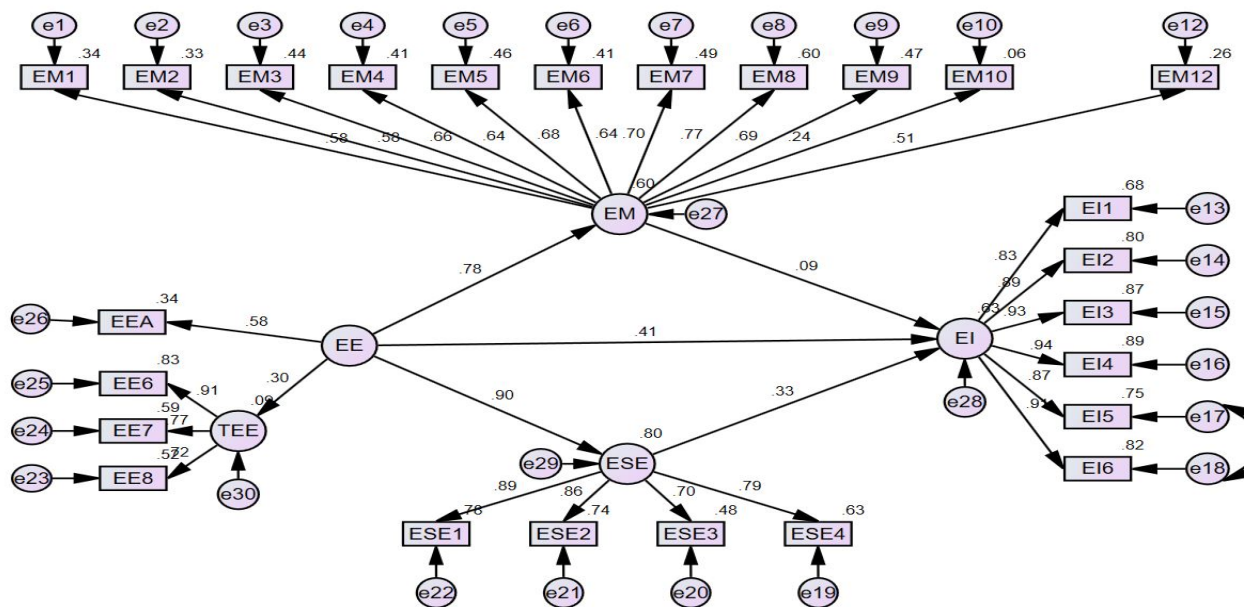 e1 e2 e3 e4 e5 e6 e7 e8 e9 e10 e12
.34 .33 .44 .41 .46 .41 .49 .60 .47 .06 .26
EM1 EM2 EM3 EM4 EM5 EM6 EM7 EM8 EM9 EM10 EM12
.58 .58 .66 .64 .68 .64 .70 .77 .69 .24 .51
.60
EM e27
.68
EI1 e13
.83
.80
EI2 e14
.89
.78 .09
.87
EI3 e15
.63 .93
.34
e26 EEA .58
EE .41 EI
.94 .89
EI4 e16
.83
e25 EE6 .91
.30
.90 .33
e28
.87 .75
EI5 e17
.59 .77 .09
e24 EE7 TEE
.80
.91 .82
e29 ESE
EI6 e18
.52 .72
e23 EE8
e30
.89 .86 .70 .79
.78 .74 .48 .63
ESE1 ESE2 ESE3 ESE4
e22 e21 e20 e19